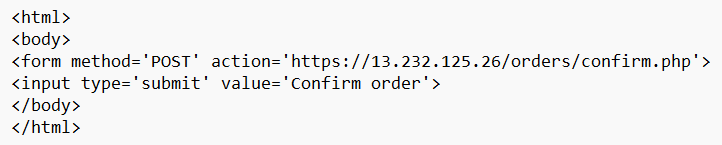 <html>
<body>
<form method='POST' action='https://13.232.125.26/orders/confirm.php'>
<input type='submit' value='Confirm order'>
</body>
</html>